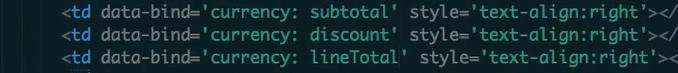 <td data-bind='currency: subtotal' style='text-align:right'></
<td data-bind='currency: discount' style='text-align:right'></
<td data-bind='currency: lineTotal' style='text-align:right'><